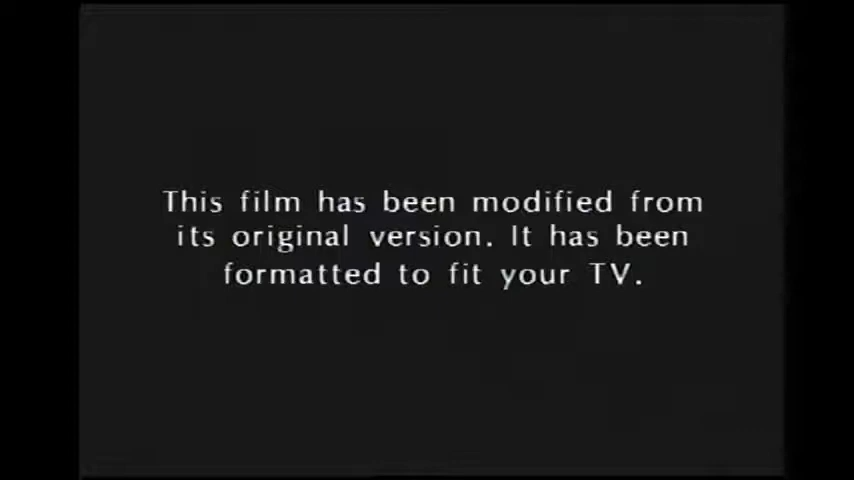 This film has been modified from
its original version. It has been
formatted to fit your TV.